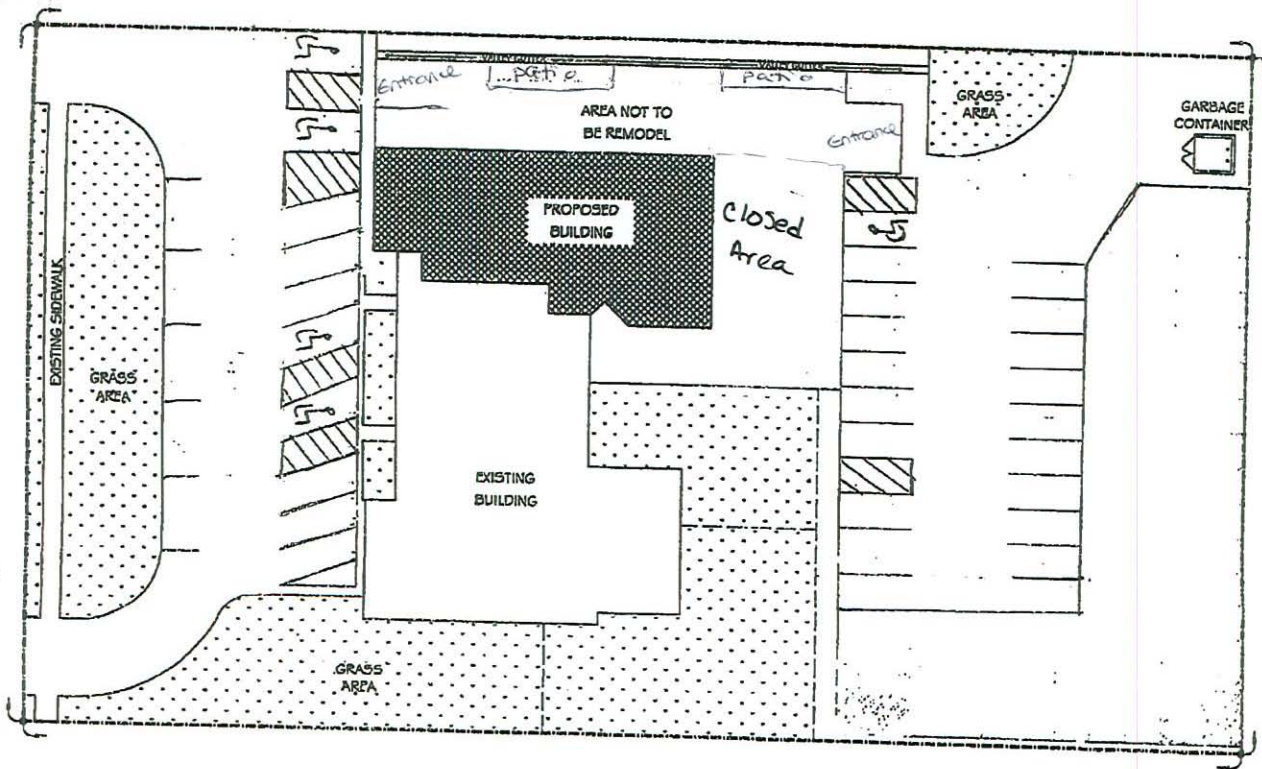 Entrance
patio
patio
AREA NOT TO
BE REMODEL
Entrance
GRASS
AREA
GARBAGE
CONTAINER
PROPOSED
BUILDING
Closed
Area
EXISTING SIDEWALK
GRASS
AREA
EXISTING
BUILDING
GRASS
AREA